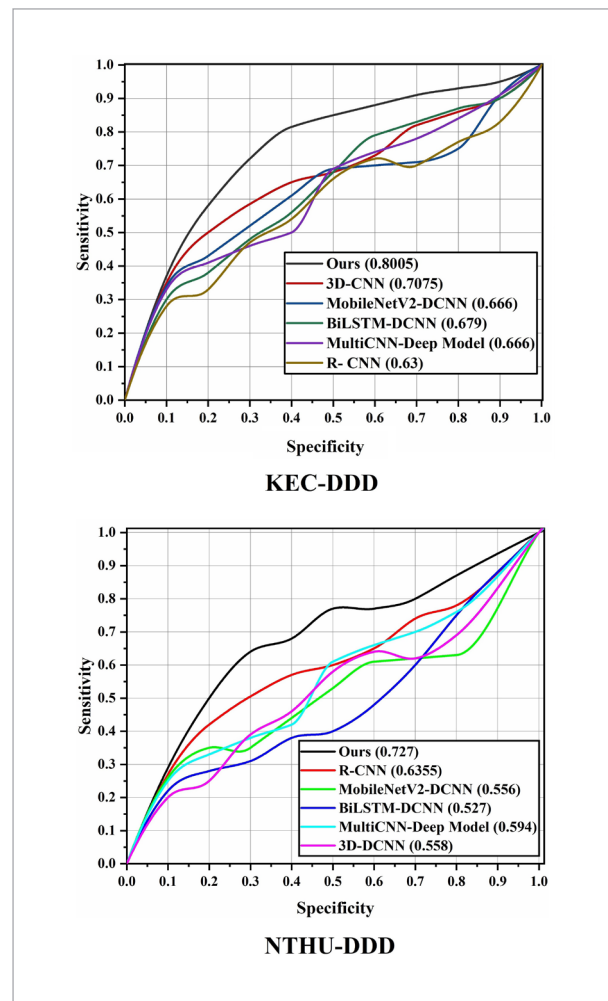 1.0
0.9
0.8
0.7
0.6
0.5
0.4
0.3
0.2
0.1
0.0
Sensitivity
Ours (0.8005)
3D-CNN (0.7075)
MobileNetV2-DCNN (0.666)
BiLSTM-DCNN (0.679)
MultiCNN-Deep Model (0.666)
R- CNN (0.63)
0.0 0.1 0.2 0.3 0.4 0.5 0.6 0.7 0.8 0.9 1.0
Specificity
KEC-DDD
1.0
0.9
0.8
0.7
0.6
0.5
0.4
0.3
0.2
0.1
0.0
Sensitivity
Ours (0.727)
R-CNN (0.6355)
MobileNetV2-DCNN (0.556)
BiLSTM-DCNN (0.527)
MultiCNN-Deep Model (0.594)
3D-DCNN (0.558)
0.0 0.1 0.2 0.3 0.4 0.5 0.6 0.7 0.8 0.9 1.0
Specificity
NTHU-DDD